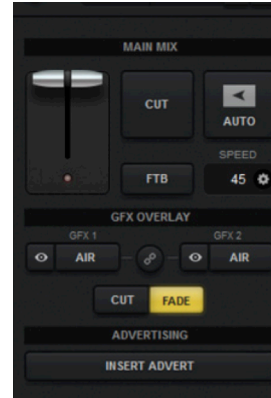 MAIN MIX
CUT
AUTO
SPEED
FTB
45
GFX OVERLAY
GFX 1
GFX 2
AIR
AIR
CUT
FADE
ADVERTISING
INSERT ADVERT